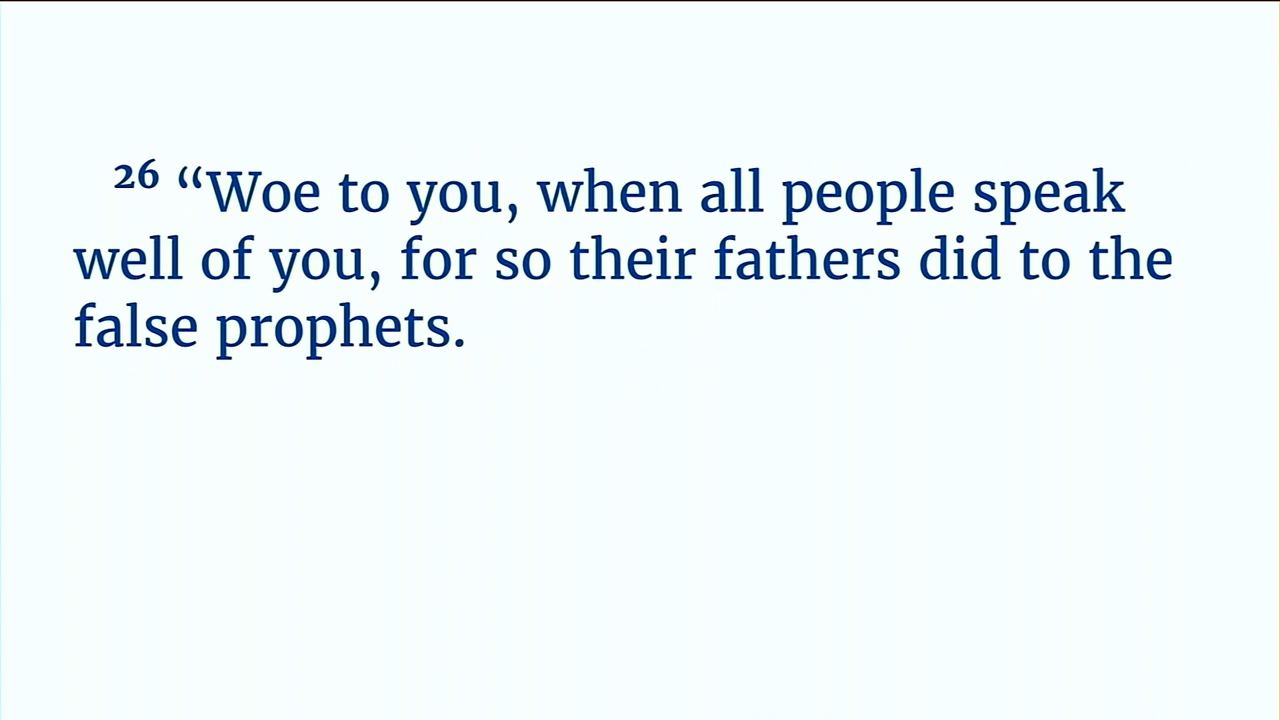 26 “Woe to you, when all people speak
well of you, for so their fathers did to the
false prophets.